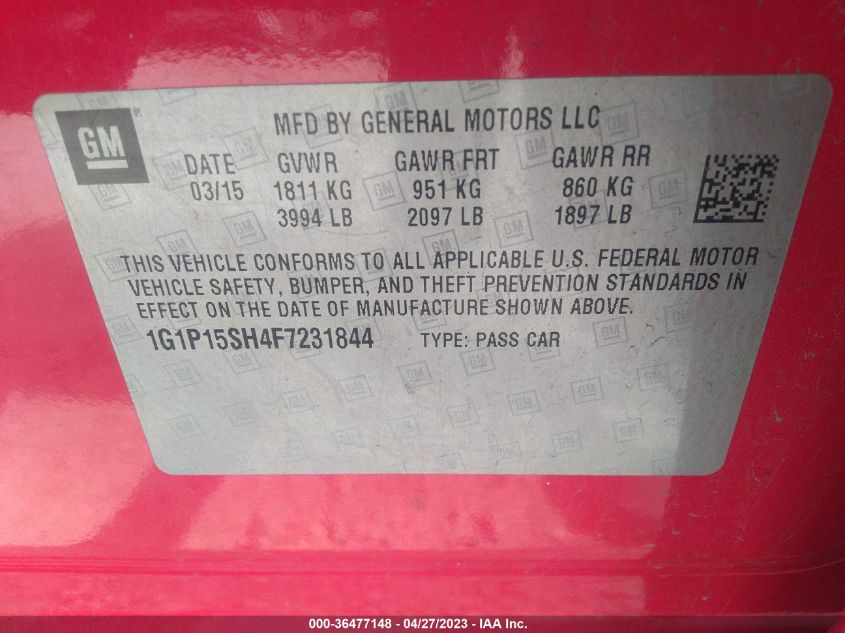 GM ®
MFD BY GENERAL MOTORS LLC
DATE GVWR GAWR FRT GAWR RR
03/15 1811 KG 951 KG 860 KG
3994 LB 2097 LB 1897 LB
THIS VEHICLE CONFORMS TO ALL APPLICABLE U.S. FEDERAL MOTOR
VEHICLE SAFETY, BUMPER, AND THEFT PREVENTION STANDARDS IN
EFFECT ON THE DATE OF MANUFACTURE SHOWN ABOVE.
1G1P15SH4F7231844 TYPE: PASS CAR
000-36477148 - 04/27/2023 - IAA Inc.